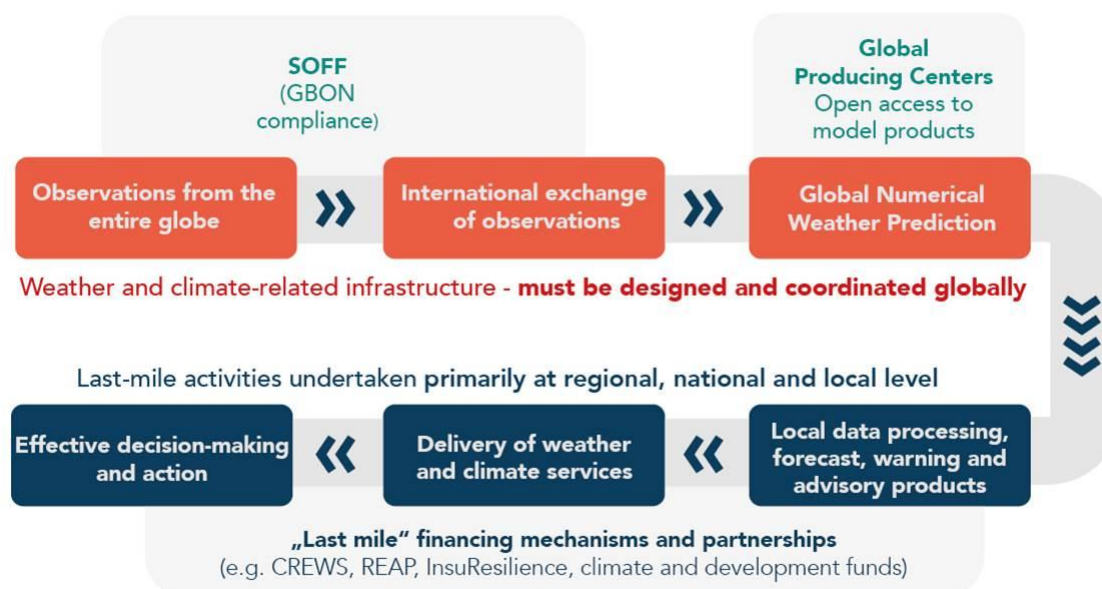 SOFF
(GBON
compliance)
Global
Producing Centers
Open access to
model products
Observations from the
entire globe
International exchange
of observations
Global Numerical
Weather Prediction
Weather and climate-related infrastructure - must be designed and coordinated globally
Last-mile activities undertaken primarily at regional, national and local level
Effective decision-making
and action
Delivery of weather
and climate services
Local data processing,
forecast, warning and
advisory products
„Last mile“ financing mechanisms and partnerships
(e.g. CREWS, REAP, InsuResilience, climate and development funds)